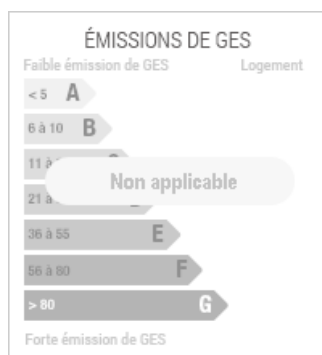 ÉMISSIONS DE GES
Faible émission de GES Logement
< 5 A
6 à 10 B
11 à
Non applicable
21 à
36 à 55 E
56 à 80 F
> 80 G
Forte émission de GES